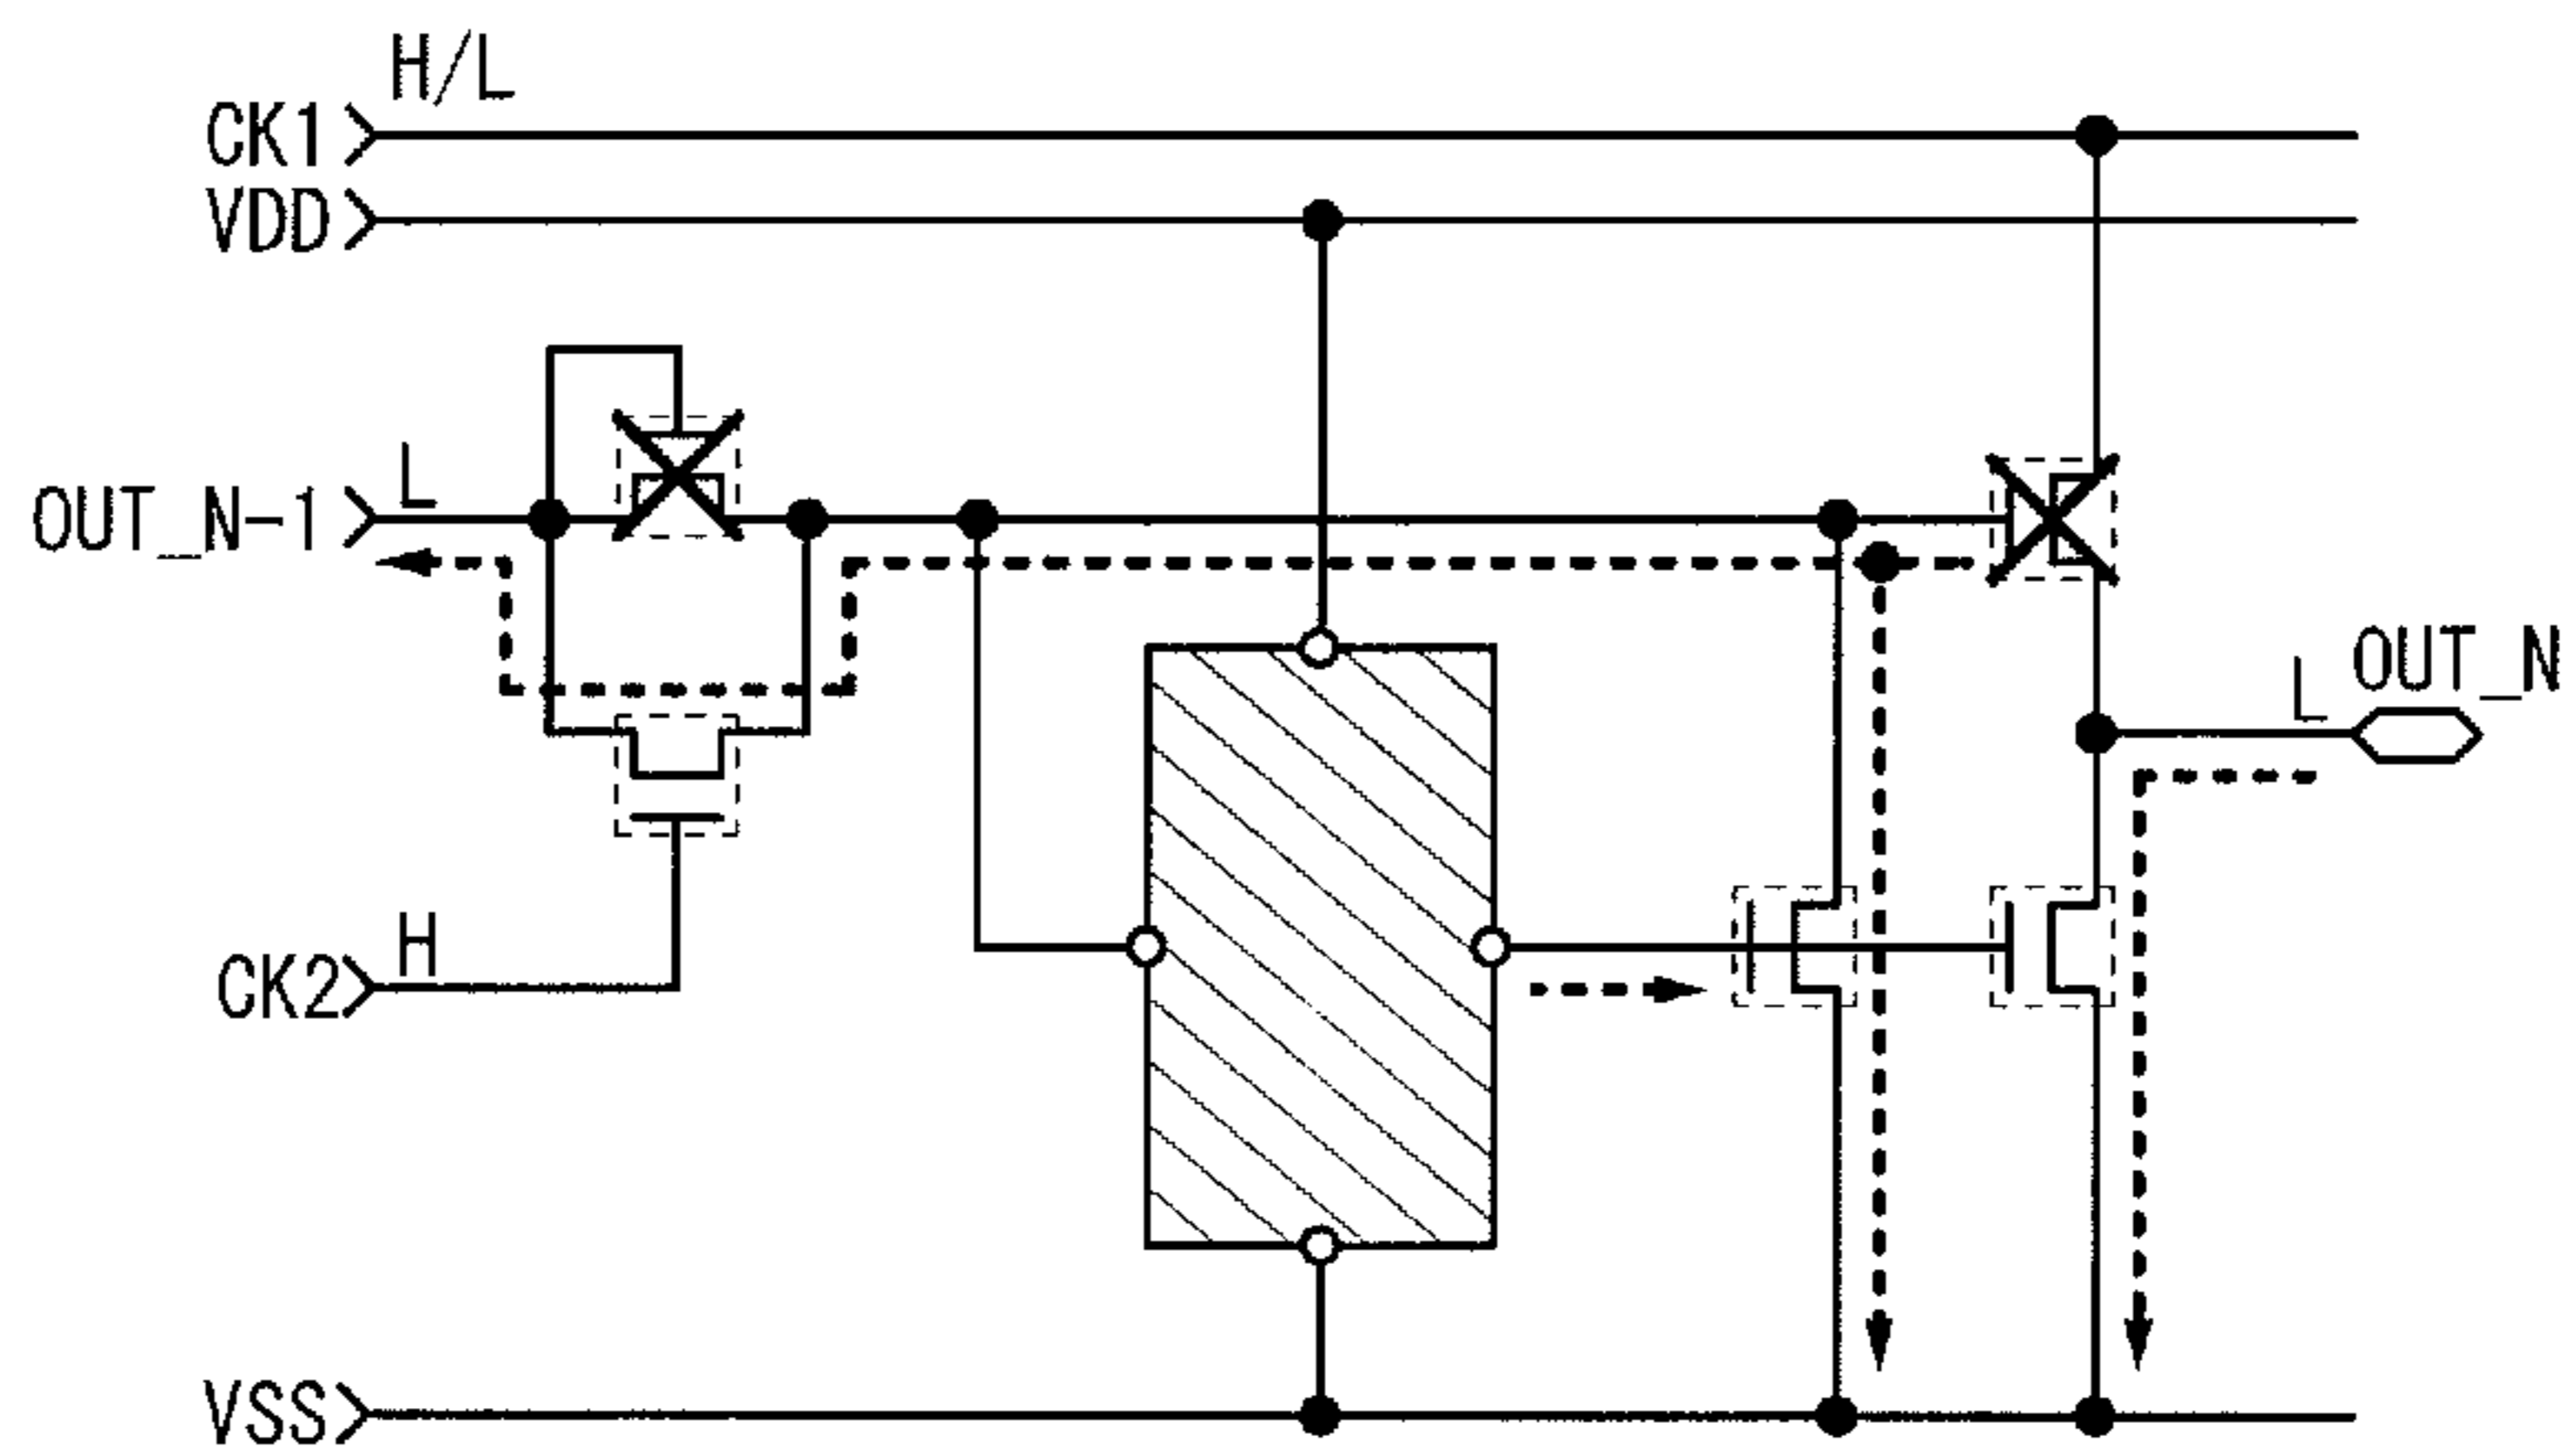 H/L
CK1
VDD
L
OUT_N-1
L
OUT_N
H
CK2
VSS